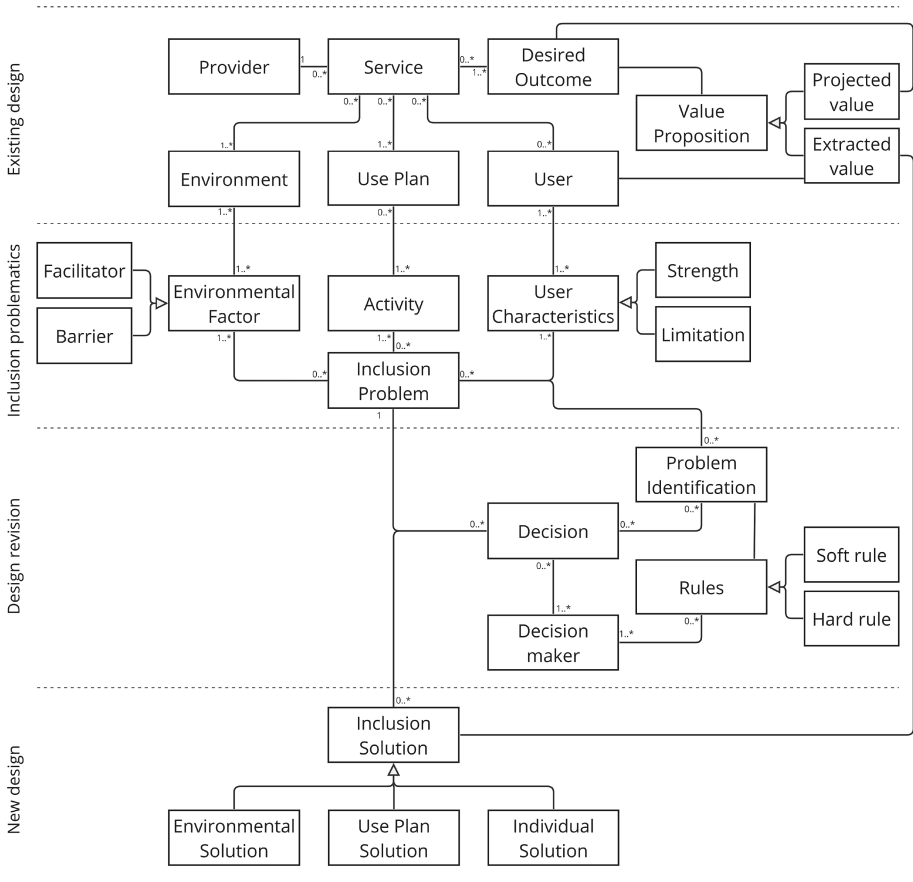 Existing design
Provider
1
0..*
Service
0..*
1..*
Desired
Outcome
Value
Proposition
Projected
value
Extracted
value
0..*
0..*
0..*
1..*
1..*
0..*
Environment
Use Plan
User
1..*
0..*
1..*
Inclusion problematics
Facilitator
Barrier
1..*
1..*
1..*
Environmental
Factor
Activity
User
Characteristics
Strength
Limitation
1..*
1..*
0..*
1..*
0..*
Inclusion
Problem
0..*
1
0..*
Design revision
Problem
Identification
0..*
0..*
Decision
0..*
0..*
1..*
Decision
maker
1..*
Rules
0..*
Soft rule
Hard rule
New design
0..*
Inclusion
Solution
Environmental
Solution
Use Plan
Solution
Individual
Solution